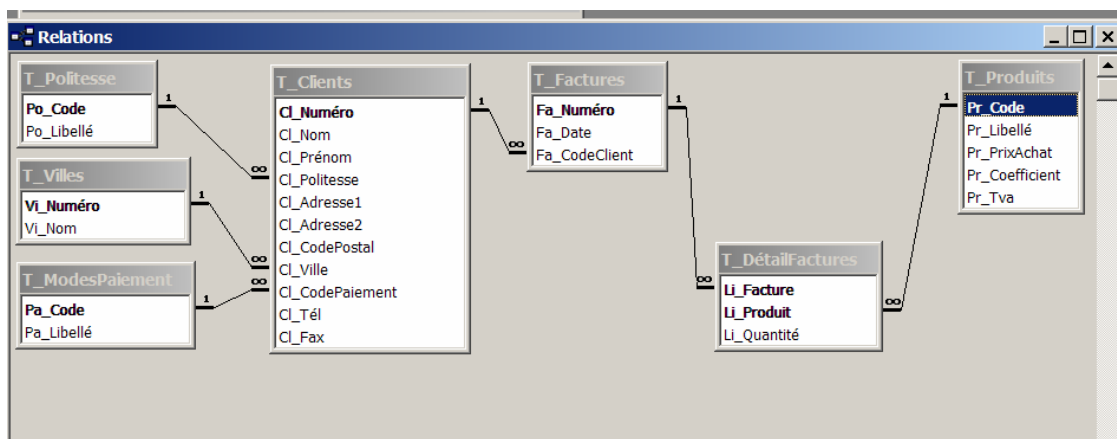 Relations
T_Politesse
Po_Code
Po_Libellé
T_Villes
Vi_Numéro
Vi_Nom
T_ModesPaiement
Pa_Code
Pa_Libellé
1
1
1
∞
∞
∞
T_Clients
Cl_Numéro
Cl_Nom
Cl_Prénom
Cl_Politesse
Cl_Adresse1
Cl_Adresse2
Cl_CodePostal
Cl_Ville
Cl_CodePaiement
Cl_Tél
Cl_Fax
1
∞
T_Factures
Fa_Numéro
Fa_Date
Fa_CodeClient
1
∞
T_DétailFactures
Li_Facture
Li_Produit
Li_Quantité
∞
1
T_Produits
Pr_Code
Pr_Libellé
Pr_PrixAchat
Pr_Coefficient
Pr_Tva